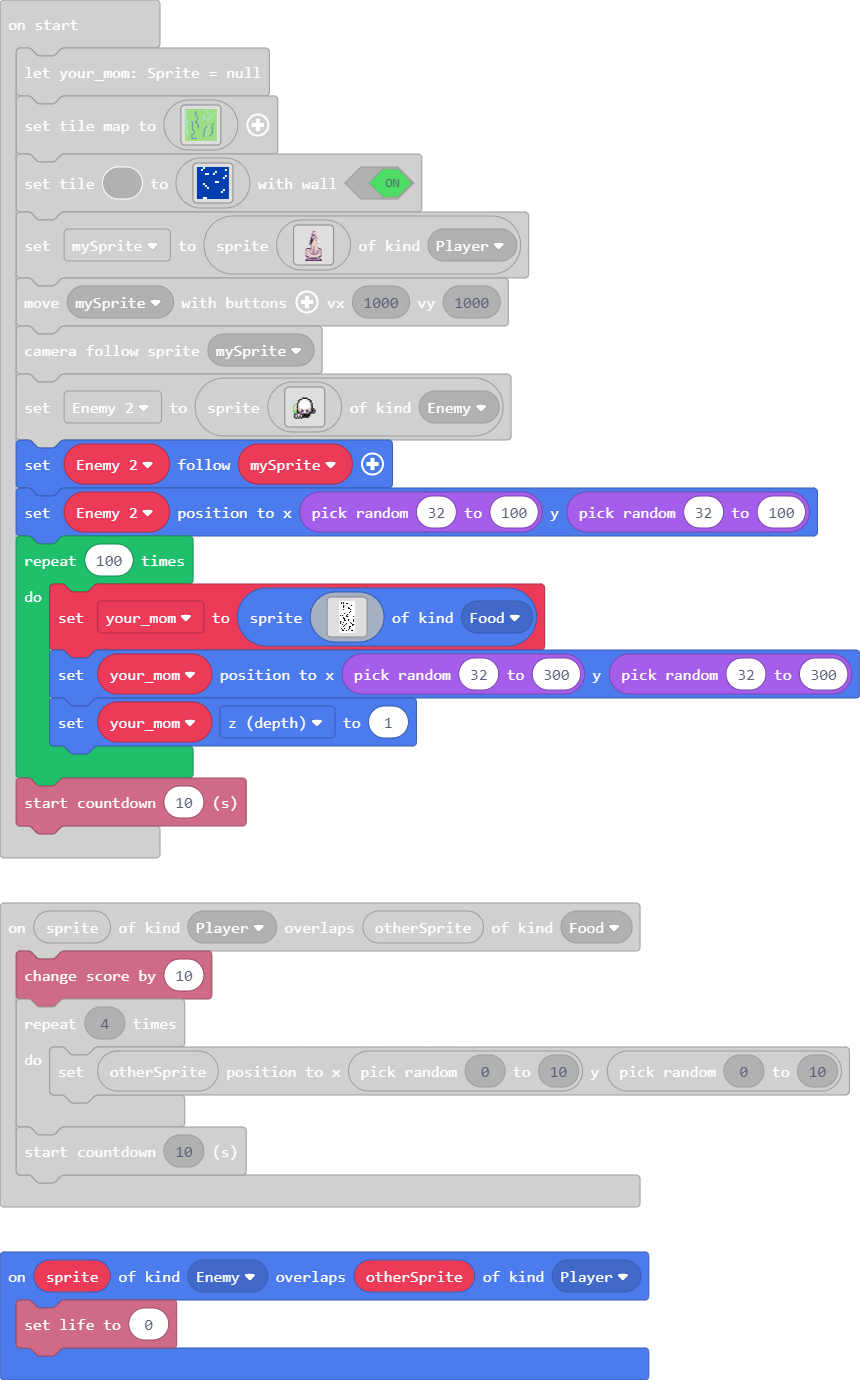 on start
let your_mom: Sprite = null
set tile map to
set tile to with wall ON
set mySprite to sprite of kind Player
move mySprite with buttons vx 1000 vy 1000
camera follow sprite mySprite
set Enemy 2 to sprite of kind Enemy
set Enemy 2 follow mySprite
set Enemy 2 position to x pick random 32 to 100 y pick random 32 to 100
repeat 100 times
do
set your_mom to sprite of kind Food
set your_mom position to x pick random 32 to 300 y pick random 32 to 300
set your_mom z (depth) to 1
start countdown 10 (s)
on sprite of kind Player overlaps otherSprite of kind Food
change score by 10
repeat 4 times
do
set otherSprite position to x pick random 0 to 10 y pick random 0 to 10
start countdown 10 (s)
on sprite of kind Enemy overlaps otherSprite of kind Player
set life to 0